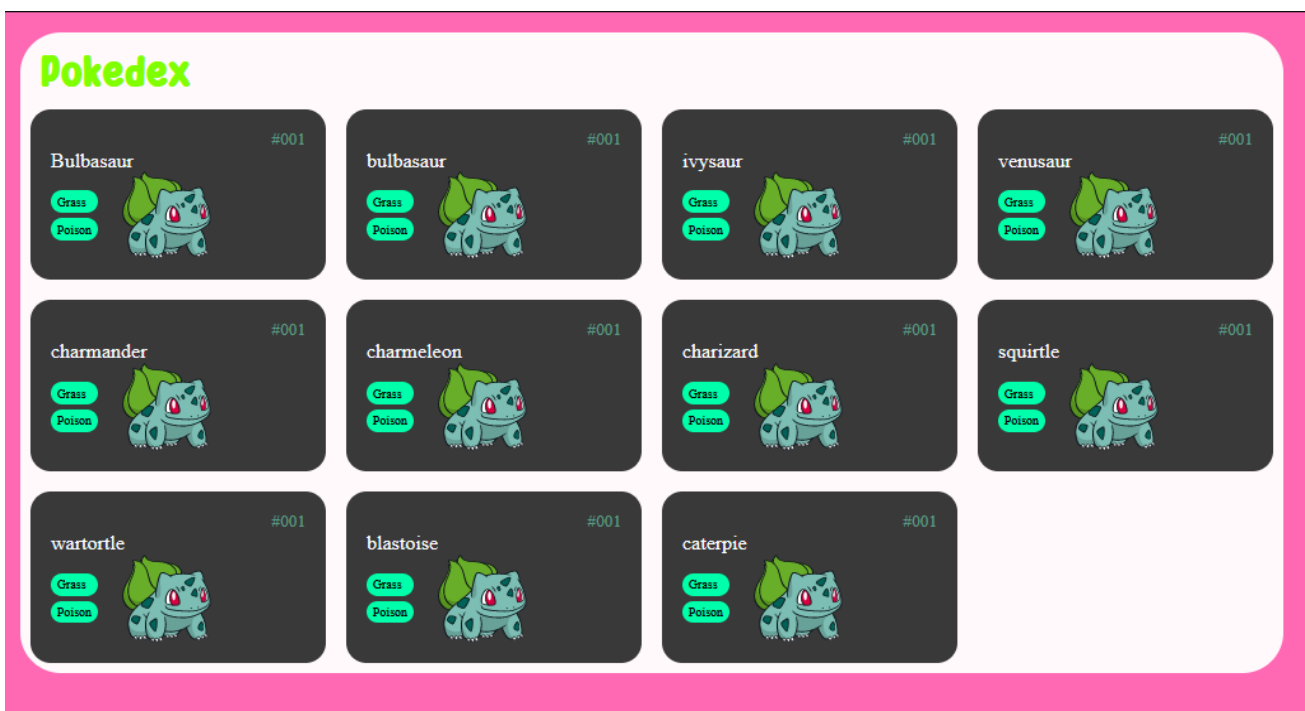 Pokedex
#001
Bulbasaur
Grass
Poison
#001
bulbasaur
Grass
Poison
#001
ivysaur
Grass
Poison
#001
venusaur
Grass
Poison
#001
charmander
Grass
Poison
#001
charmeleon
Grass
Poison
#001
charizard
Grass
Poison
#001
squirtle
Grass
Poison
#001
wartortle
Grass
Poison
#001
blastoise
Grass
Poison
#001
caterpie
Grass
Poison